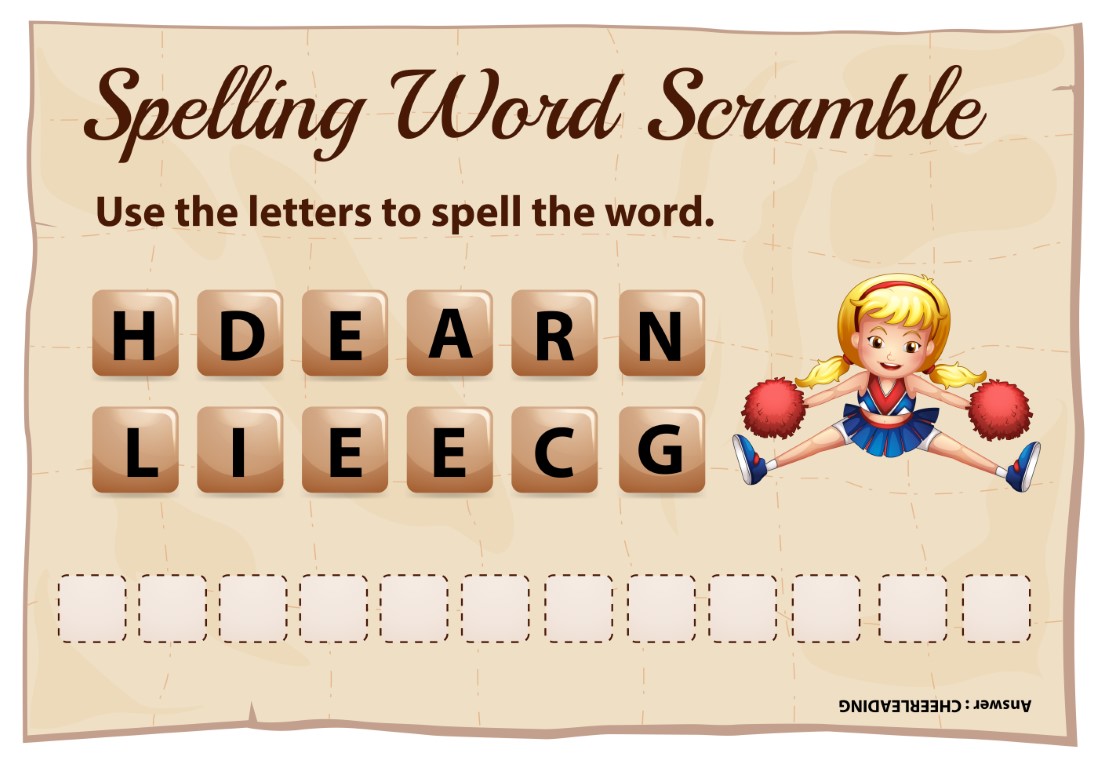 Spelling Word Scramble
Use the letters to spell the word.
H D E A R N
L I E E C G
Answer : CHEERLEADING